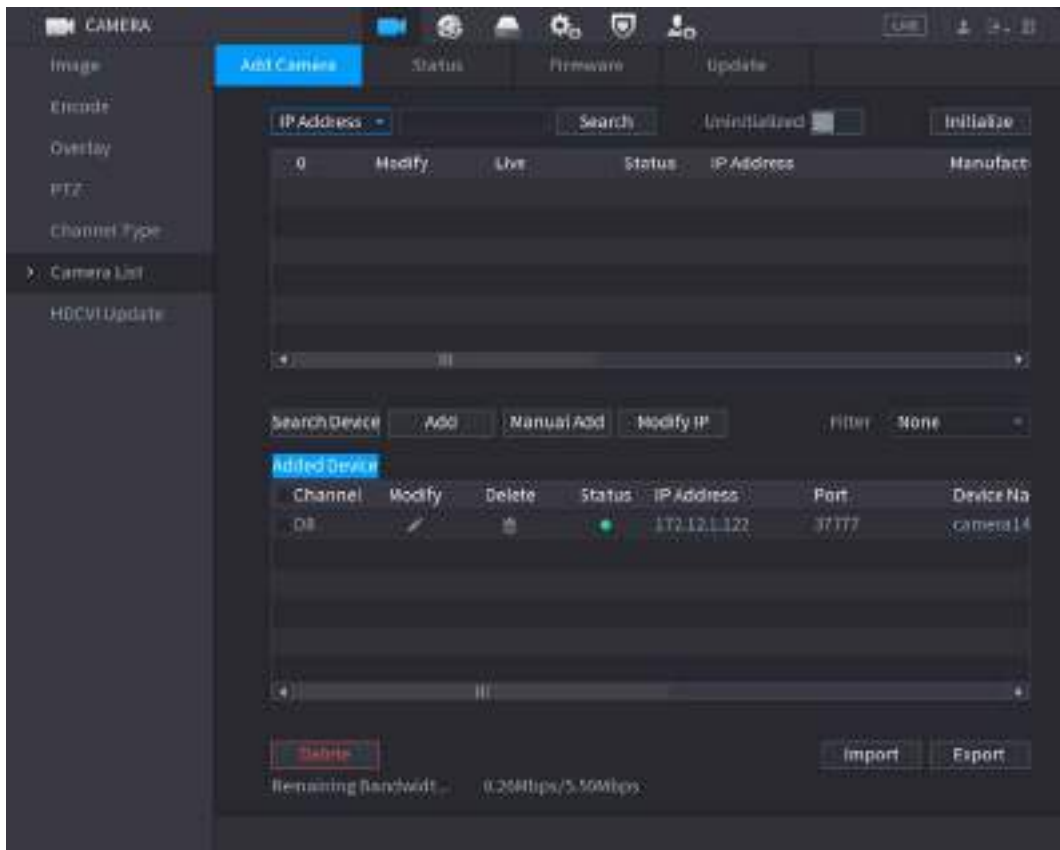 CAMERA LIVE
Image Add Camera Status Firmware Update
Encode
IP Address Search Uninitialized Initialize
Overlay
0 Modify Live Status IP Address Manufact
PTZ
Channel Type
Camera List
HDCVI Update
Search Device Add Manual Add Modify IP Filter None
Added Device
Channel Modify Delete Status IP Address Port Device Na
D8 172.12.1.122 37777 camera14
Delete Import Export
Remaining Bandwidt... 0.26Mbps/5.50Mbps